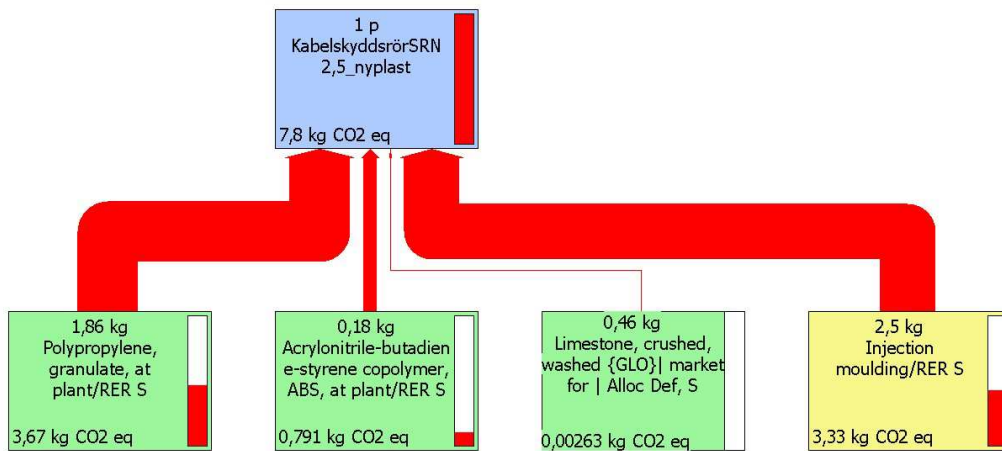 1 p
KabelskyddsrörSRN
2,5_nyplast
7,8 kg CO2 eq
1,86 kg
Polypropylene,
granulate, at
plant/RER S
3,67 kg CO2 eq
0,18 kg
Acrylonitrile-butadien
e-styrene copolymer,
ABS, at plant/RER S
0,791 kg CO2 eq
0,46 kg
Limestone, crushed,
washed {GLO}| market
for | Alloc Def, S
0,00263 kg CO2 eq
2,5 kg
Injection
moulding/RER S
3,33 kg CO2 eq